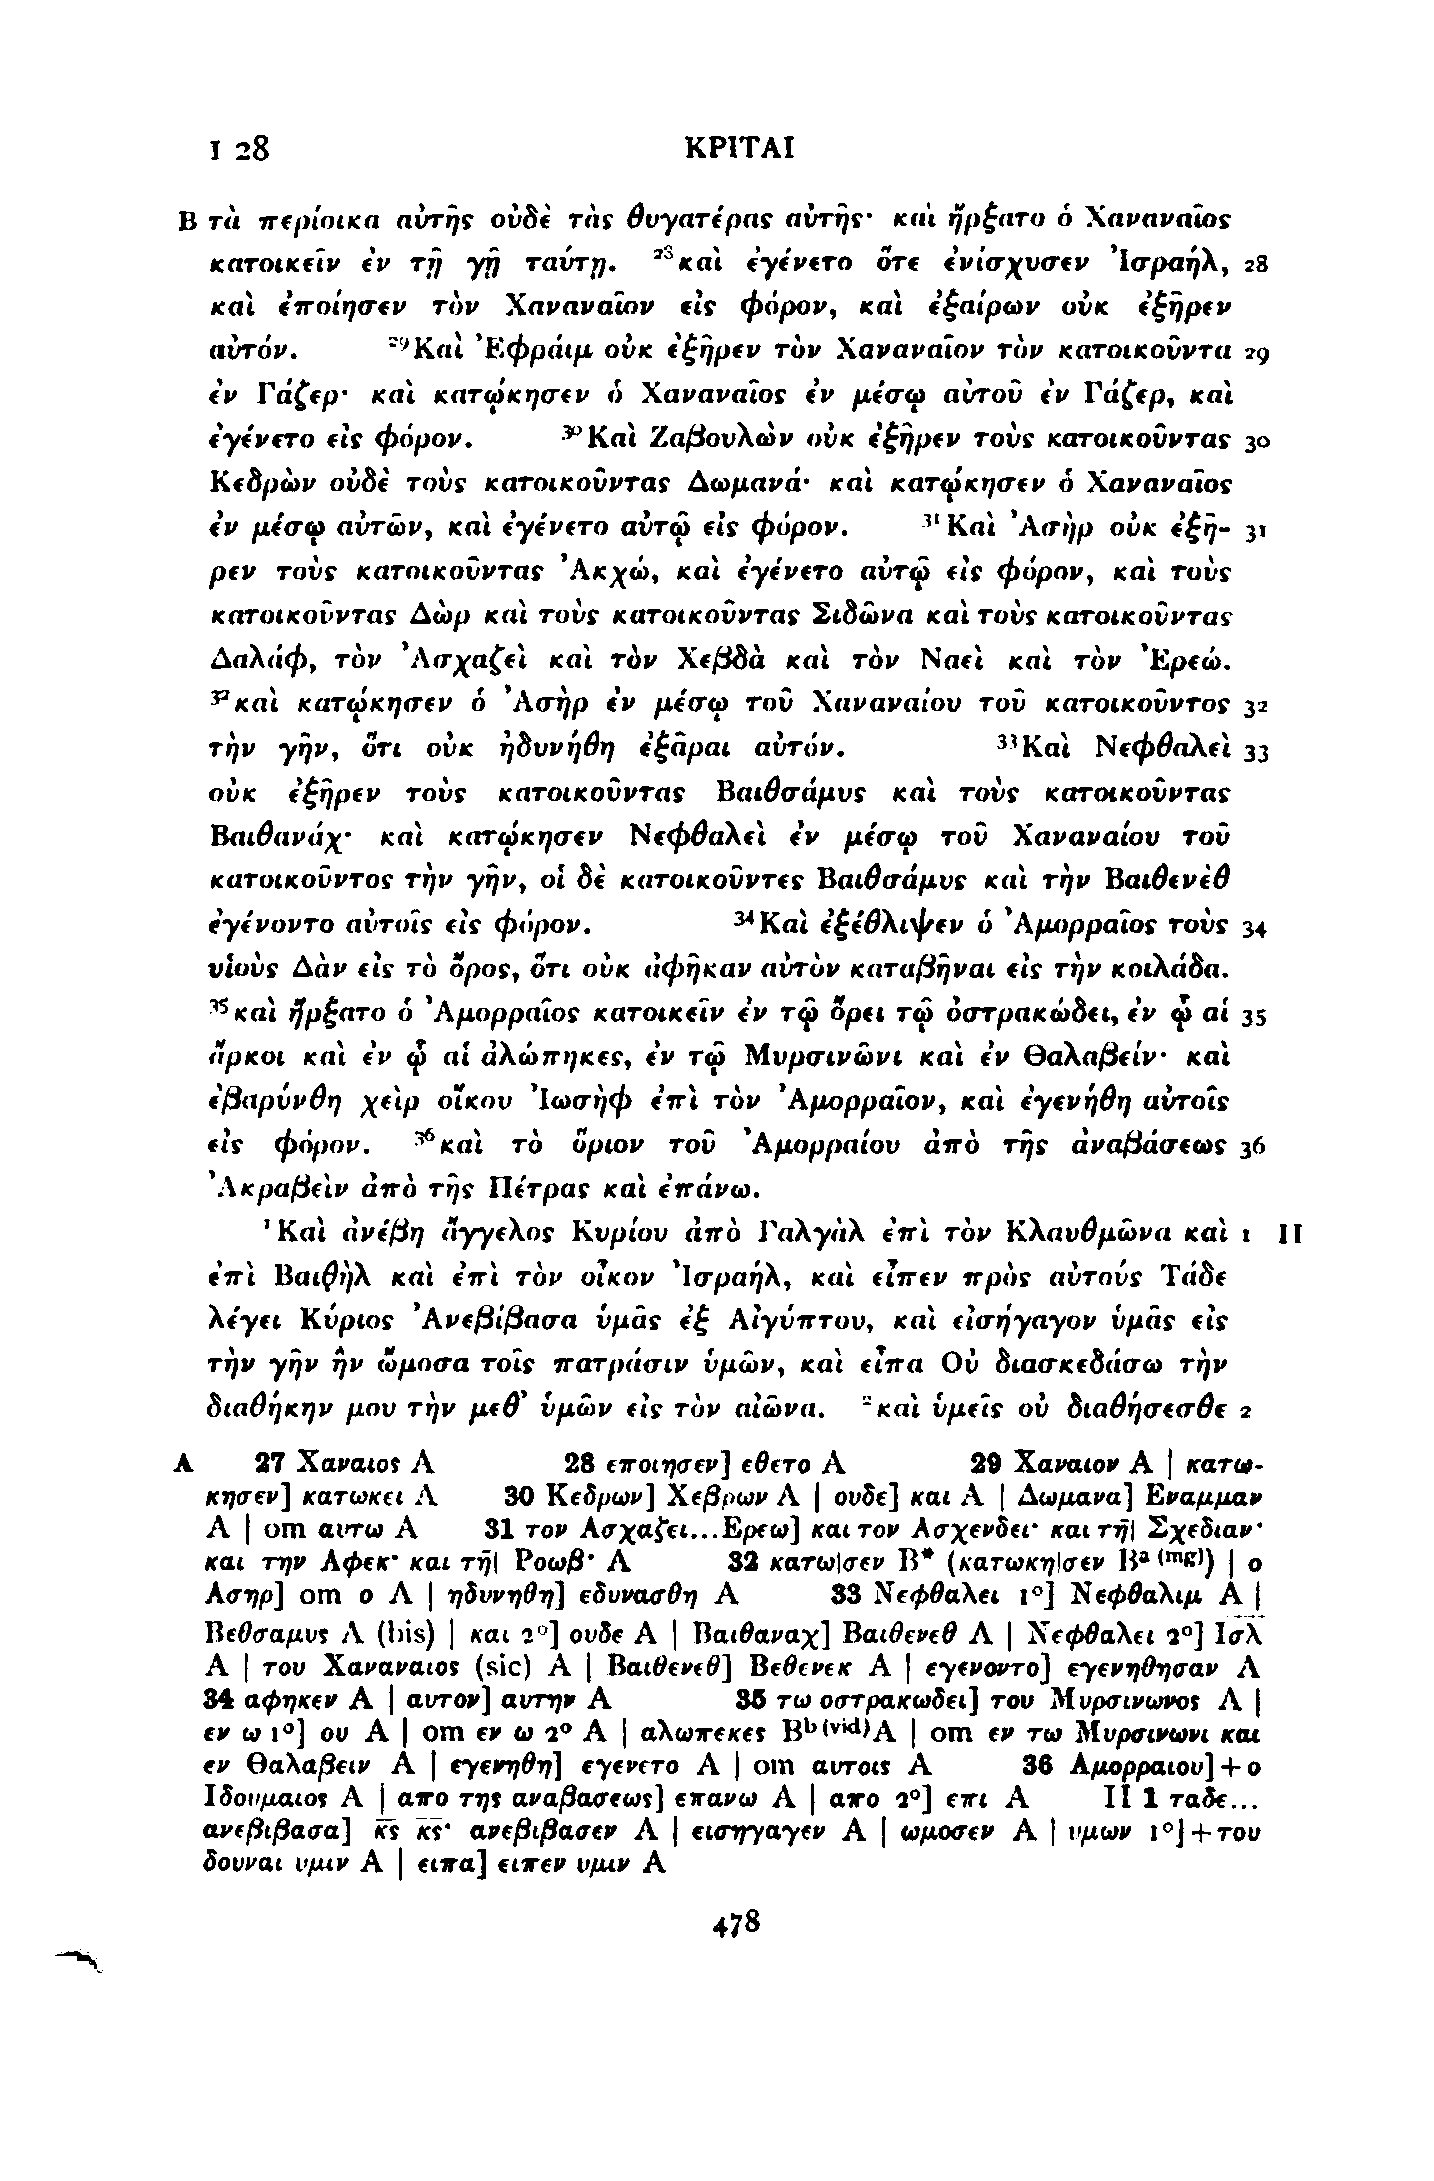 I 28 ΚΡΙΤΑΙ
B τὰ περίοικα αὐτῆς οὐδὲ τὰς θυγατέρας αὐτῆς· καὶ ἤρξατο ὁ Χαναναῖος
κατοικεῖν ἐν τῇ γῇ ταύτῃ. ²⁸καὶ ἐγένετο ὅτε ἐνίσχυσεν Ἰσραήλ, 28
καὶ ἐποίησεν τὸν Χαναναῖον εἰς φόρον, καὶ ἐξαίρων οὐκ ἐξῆρεν
αὐτόν. ²⁹Καὶ Ἐφράιμ οὐκ ἐξῆρεν τὸν Χαναναῖον τὸν κατοικοῦντα 29
ἐν Γάζερ· καὶ κατῴκησεν ὁ Χαναναῖος ἐν μέσῳ αὐτοῦ ἐν Γάζερ, καὶ
ἐγένετο εἰς φόρον. ³⁰Καὶ Ζαβουλὼν οὐκ ἐξῆρεν τοὺς κατοικοῦντας 30
Κεδρὼν οὐδὲ τοὺς κατοικοῦντας Δωμανά· καὶ κατῴκησεν ὁ Χαναναῖος
ἐν μέσῳ αὐτῶν, καὶ ἐγένετο αὐτῷ εἰς φόρον. ³¹Καὶ Ἀσὴρ οὐκ ἐξῆ- 31
ρεν τοὺς κατοικοῦντας Ἀκχώ, καὶ ἐγένετο αὐτῷ εἰς φόρον, καὶ τοὺς
κατοικοῦντας Δὼρ καὶ τοὺς κατοικοῦντας Σιδῶνα καὶ τοὺς κατοικοῦντας
Δαλάφ, τὸν Ἀσχαζεὶ καὶ τὸν Χεβδὰ καὶ τὸν Ναεὶ καὶ τὸν Ἐρεώ.
³²καὶ κατῴκησεν ὁ Ἀσὴρ ἐν μέσῳ τοῦ Χαναναίου τοῦ κατοικοῦντος 32
τὴν γῆν, ὅτι οὐκ ἠδυνήθη ἐξᾶραι αὐτόν. ³³Καὶ Νεφθαλεὶ 33
οὐκ ἐξῆρεν τοὺς κατοικοῦντας Βαιθσάμυς καὶ τοὺς κατοικοῦντας
Βαιθανάχ· καὶ κατῴκησεν Νεφθαλεὶ ἐν μέσῳ τοῦ Χαναναίου τοῦ
κατοικοῦντος τὴν γῆν, οἱ δὲ κατοικοῦντες Βαιθσάμυς καὶ τὴν Βαιθενὲθ
ἐγένοντο αὐτοῖς εἰς φόρον. ³⁴Καὶ ἐξέθλιψεν ὁ Ἀμορραῖος τοὺς 34
υἱοὺς Δὰν εἰς τὸ ὄρος, ὅτι οὐκ ἀφῆκαν αὐτὸν καταβῆναι εἰς τὴν κοιλάδα.
³⁵καὶ ἤρξατο ὁ Ἀμορραῖος κατοικεῖν ἐν τῷ ὄρει τῷ ὀστρακώδει, ἐν ᾧ αἱ 35
ἄρκοι καὶ ἐν ᾧ αἱ ἀλώπηκες, ἐν τῷ Μυρσινῶνι καὶ ἐν Θαλαβείν· καὶ
ἐβαρύνθη χεὶρ οἴκου Ἰωσὴφ ἐπὶ τὸν Ἀμορραῖον, καὶ ἐγενήθη αὐτοῖς
εἰς φόρον. ³⁶καὶ τὸ ὅριον τοῦ Ἀμορραίου ἀπὸ τῆς ἀναβάσεως 36
Ἀκραβεὶν ἀπὸ τῆς Πέτρας καὶ ἐπάνω.
¹Καὶ ἀνέβη ἄγγελος Κυρίου ἀπὸ Γαλγὰλ ἐπὶ τὸν Κλαυθμῶνα καὶ 1 II
ἐπὶ Βαιθὴλ καὶ ἐπὶ τὸν οἶκον Ἰσραήλ, καὶ εἶπεν πρὸς αὐτούς Τάδε
λέγει Κύριος Ἀνεβίβασα ὑμᾶς ἐξ Αἰγύπτου, καὶ εἰσήγαγον ὑμᾶς εἰς
τὴν γῆν ἣν ὤμοσα τοῖς πατράσιν ὑμῶν, καὶ εἶπα Οὐ διασκεδάσω τὴν
διαθήκην μου τὴν μεθ’ ὑμῶν εἰς τὸν αἰῶνα. ²καὶ ὑμεῖς οὐ διαθήσεσθε 2
A 27 Χαναιος A 28 εποιησεν] εθετο A 29 Χαναιον A | κατω-
κησεν] κατωκει A 30 Κεδρων] Χεβρων A | ουδε] και A | Δωμανα] Εναμμαν
A | om αυτω A 31 τον Ασχαζει...Ερεω] και τον Ασχενδει· και τη̄| Σχεδιαν·
και την Αφεκ· και τη̄| Ροωβ· A 32 κατω|σεν B* (κατωκη|σεν Bᵃ⁽ᵐᵍ⁾) | ο
Ασηρ] om ο A | ηδυνηθη] εδυνασθη A 33 Νεφθαλει 1°] Νεφθαλιμ A |
Βεθσαμυς A (bis) | και 2°] ουδε A | Βαιθαναχ] Βαιθενεθ A | Νεφθαλει 2°] Ισλ
A | του Χαναναιος (sic) A | Βαιθενεθ] Βεθενεκ A | εγενοντο] εγενηθησαν A
34 αφηκεν A | αυτον] αυτην A 35 τω οστρακωδει] του Μυρσινωνος A |
εν ω 1°] ου A | om εν ω 2° A | αλωπεκες Bᵇ⁽ᵛⁱᵈ⁾A | om εν τω Μυρσινωνι και
εν Θαλαβειν A | εγενηθη] εγενετο A | om αυτοις A 36 Αμορραιου]+ο
Ιδουμαιος A | απο της αναβασεως] επανω A | απο 2°] επι A II 1 ταδε...
ανεβιβασα] κ̄ς̄ κ̄ς̄· ανεβιβασεν A | εισηγαγεν A | ωμοσεν A | υμων 1°]+του
δουναι υμιν A | ειπα] ειπεν υμιν A
478